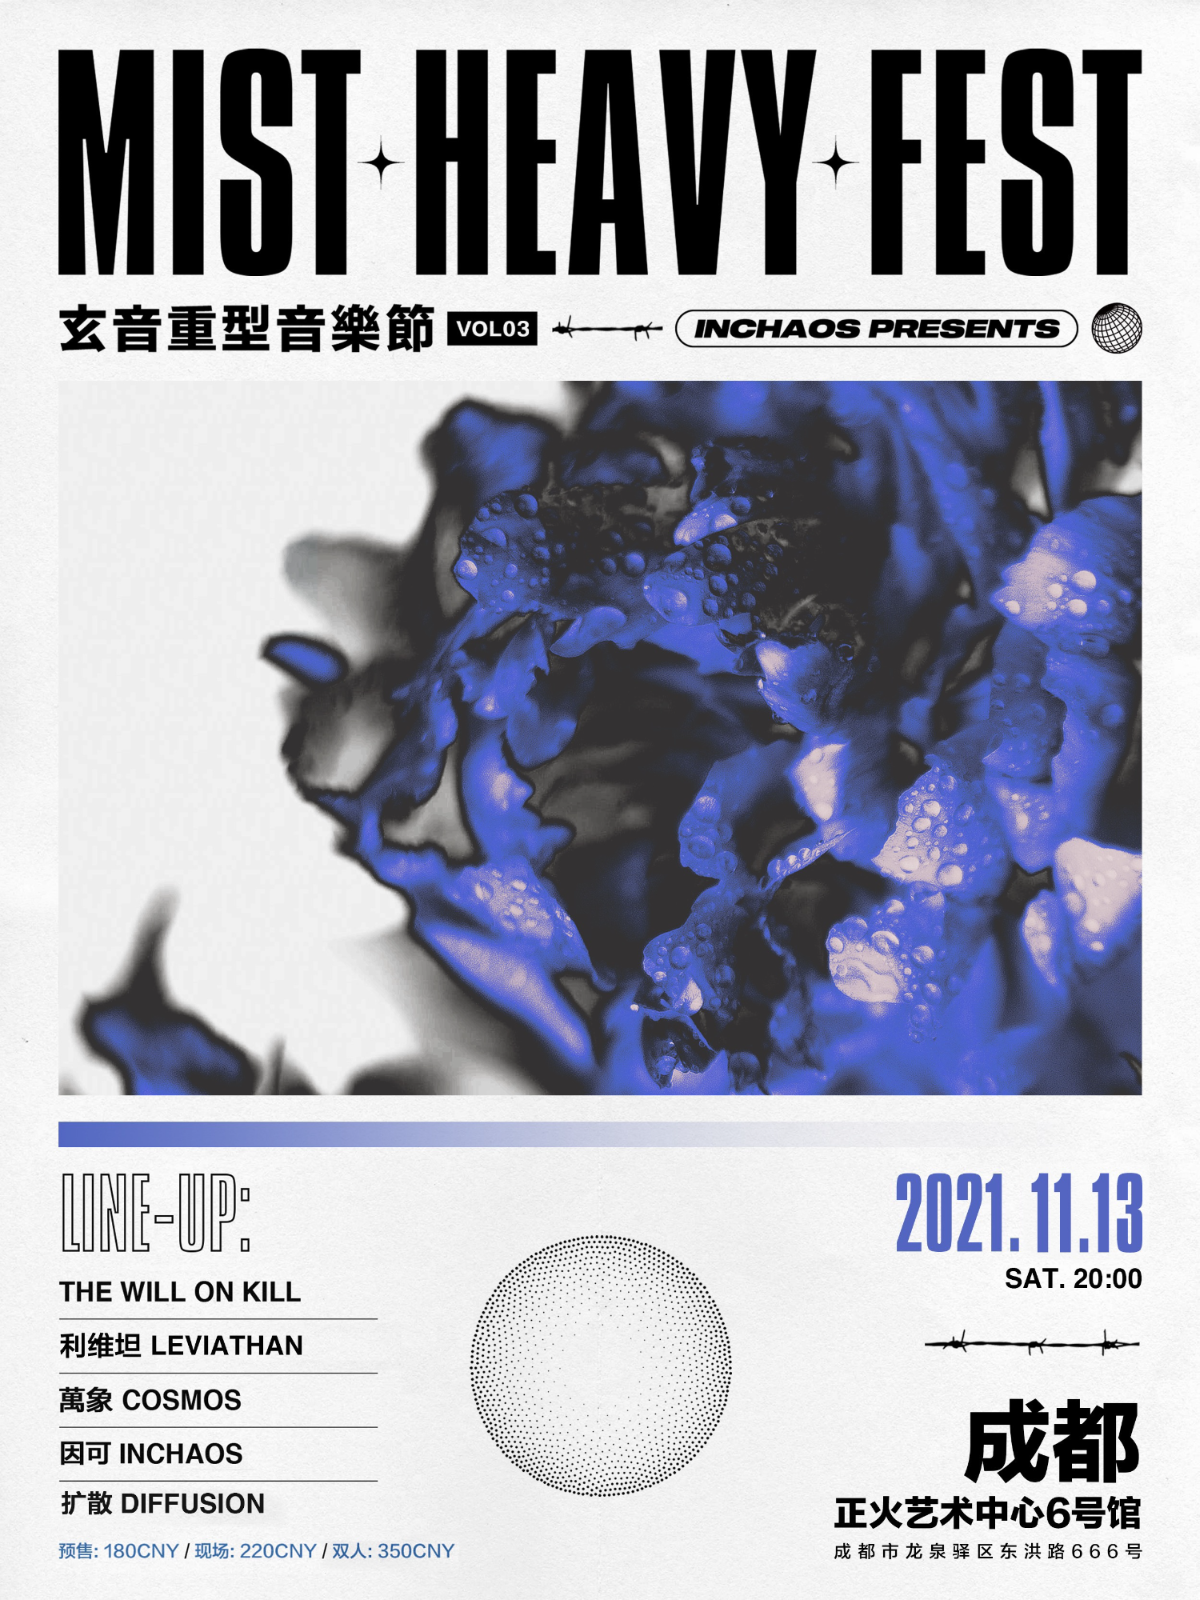 MIST HEAVY FEST
玄音重型音樂節 VOL03 INCHAOS PRESENTS
LINE-UP:
THE WILL ON KILL
利维坦 LEVIATHAN
萬象 COSMOS
因可 INCHAOS
扩散 DIFFUSION
预售: 180CNY / 现场: 220CNY / 双人: 350CNY
2021.11.13
SAT. 20:00
成都
正火艺术中心6号馆
成都市龙泉驿区东洪路666号